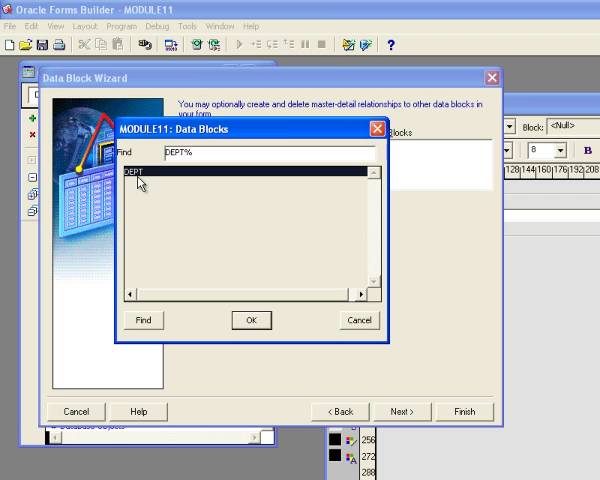 Oracle Forms Builder - MODULE11
File Edit View Layout Program Debug Tools Window Help
Data Block Wizard
You may optionally create and delete master-detail relationships to other data blocks in
your form.
Blocks
MODULE11: Data Blocks
Find DEPT%
DEPT
Find OK Cancel
Cancel Help < Back Next > Finish
Database Objects
Block: <Null>
8 B
128 144 160 176 192 208
256
272
288